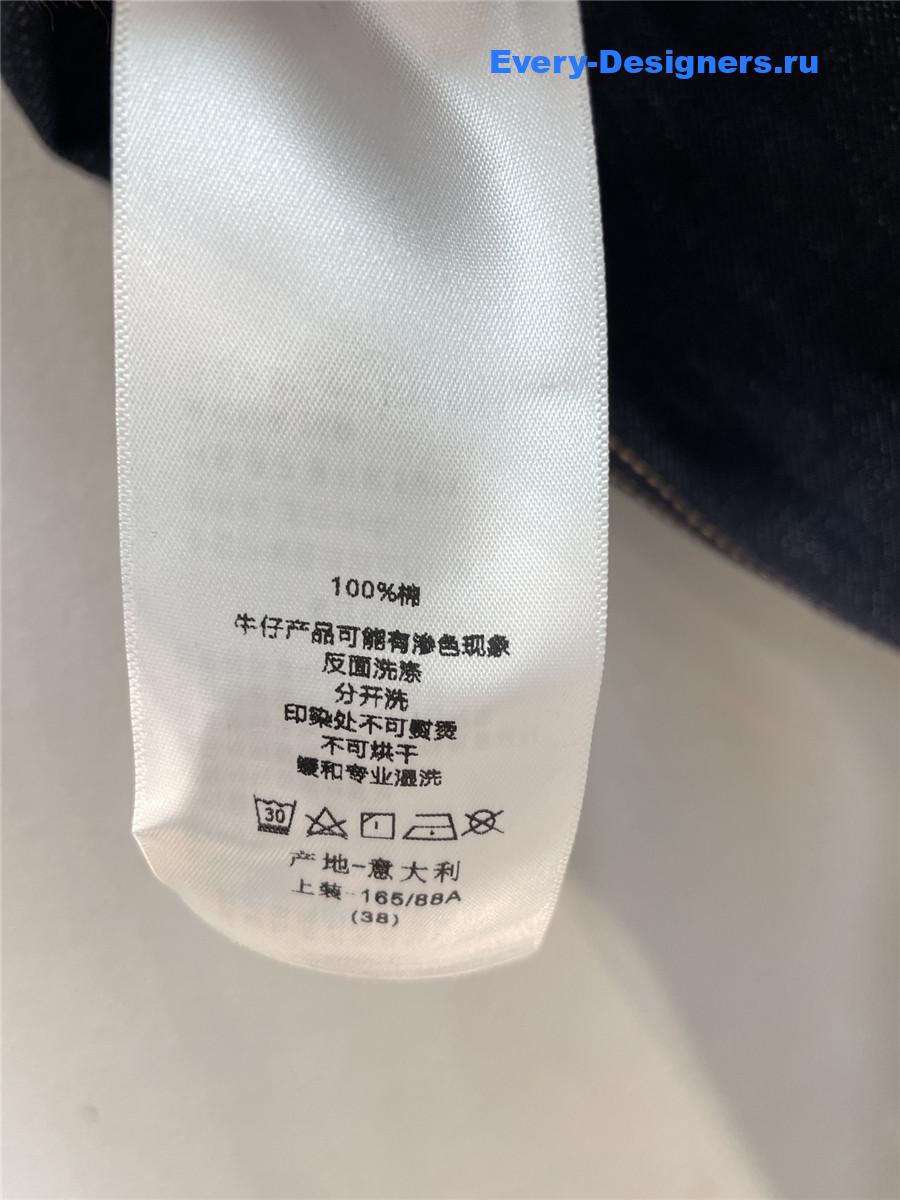 Every-Designers.ru
100%棉
牛仔产品可能有渗色现象
反面洗涤
分开洗
印染处不可熨烫
不可烘干
缓和专业湿洗
30
产地-意大利
上装-165/88A
(38)